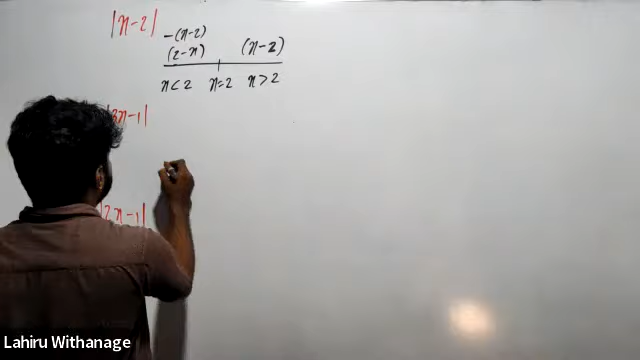 |x-2|
-(x-2)
(2-x) (x-2)
x<2 x=2 x>2
|3x-1|
|2x-1|
Lahiru Withanage